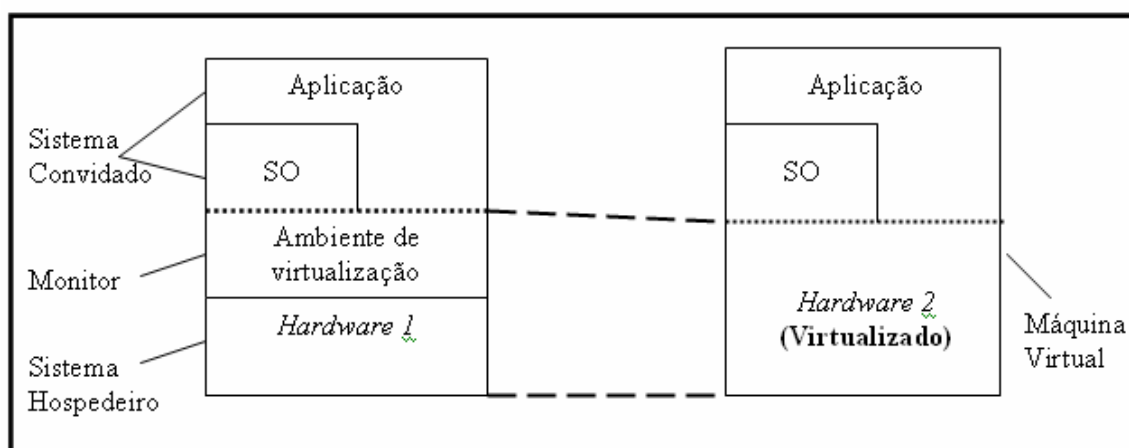 Aplicação
Sistema
Convidado
SO
Ambiente de
virtualização
Monitor
Hardware 1
Sistema
Hospedeiro
Aplicação
SO
Hardware 2
(Virtualizado)
Máquina
Virtual